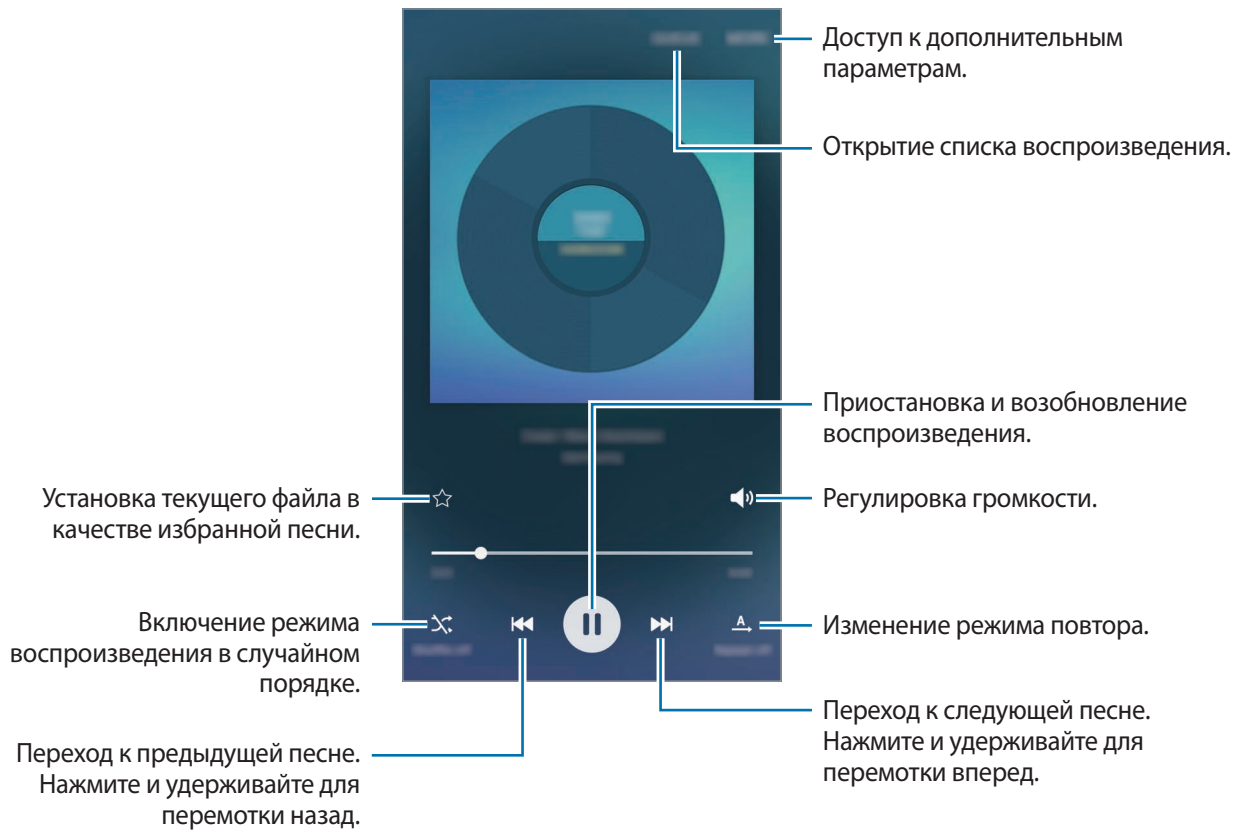 Доступ к дополнительным
параметрам.
Открытие списка воспроизведения.
Приостановка и возобновление
воспроизведения.
Установка текущего файла в
качестве избранной песни.
Регулировка громкости.
Включение режима
воспроизведения в случайном
порядке.
A
Изменение режима повтора.
Переход к предыдущей песне.
Нажмите и удерживайте для
перемотки назад.
Переход к следующей песне.
Нажмите и удерживайте для
перемотки вперед.